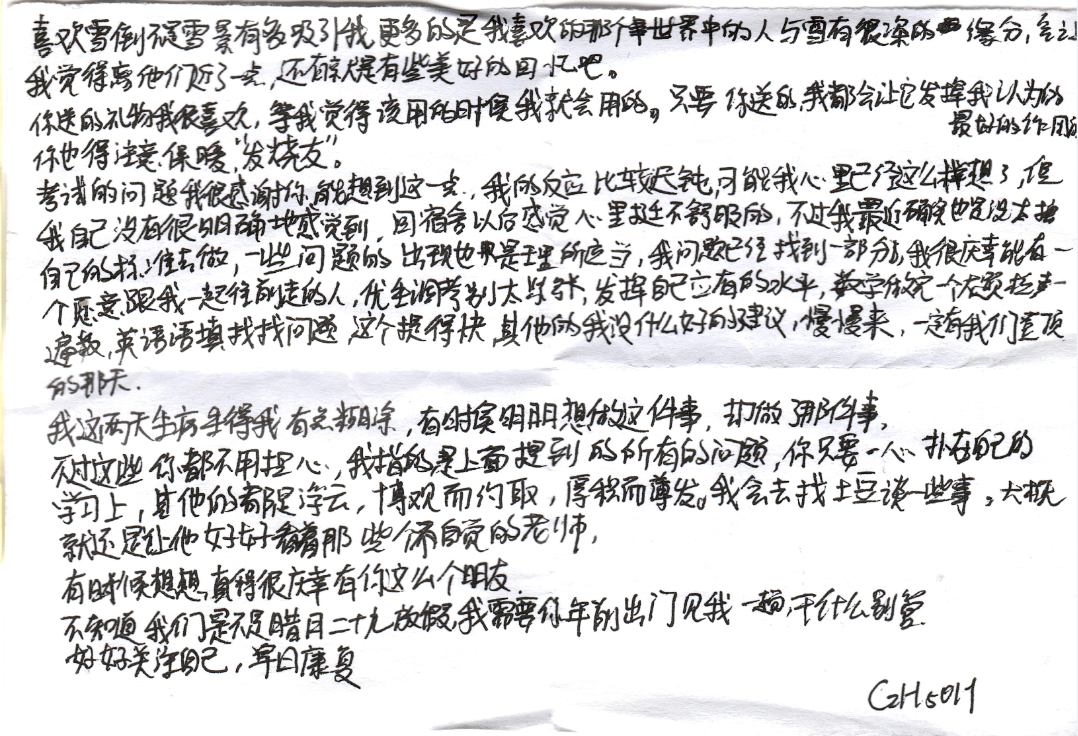 喜欢雪倒不是雪景有多吸引我,更多的是我喜欢的那个世界中的人与雪有很深的缘分,
我觉得离他们近了一点,还有就是有些美好的回忆吧。
你送的礼物我很喜欢,等我觉得该用的时候我就会用的。只要你送的,我都会让它发挥我认为的
最好的作用的
你也得注意保暖,“发烧友”。
考试的问题我很感谢你,能想到这一点,我的反应比较迟钝,可能我心里已经这么样想了,但
我自己没有很明确地感觉到,回宿舍以后感觉心里挺不舒服的,不过我最近确实也是没太按
自己的标准去做,一些问题的出现也算是理所应当,我问题已经找到一部分了,我很庆幸能有一
个愿意跟我一起往前走的人,优生调考别太紧张,发挥自己应有的水平,数学做完一个大题
遍数,英语语填找找问题,这个提得快,其他的我没什么好的建议,慢慢来,一定有我们登顶
的那天.
我这两天生病弄得我有点糊涂,有时候明明想做这件事,却做了那件事,
不过这些你都不用担心,我指的是上面提到的所有的问题,你只要一心扑在自己的
学习上,其他的都是浮云,博观而约取,厚积而薄发。我会去找土豆谈一些事。大概
就还是让他好好看着那些不自觉的老师,
有时候想想,真得很庆幸有你这么个朋友
不知道我们是不是腊月二十九放假,我需要你年前出门见我一趟,干什么别管
好好关注自己,早日康复
C2H5OH